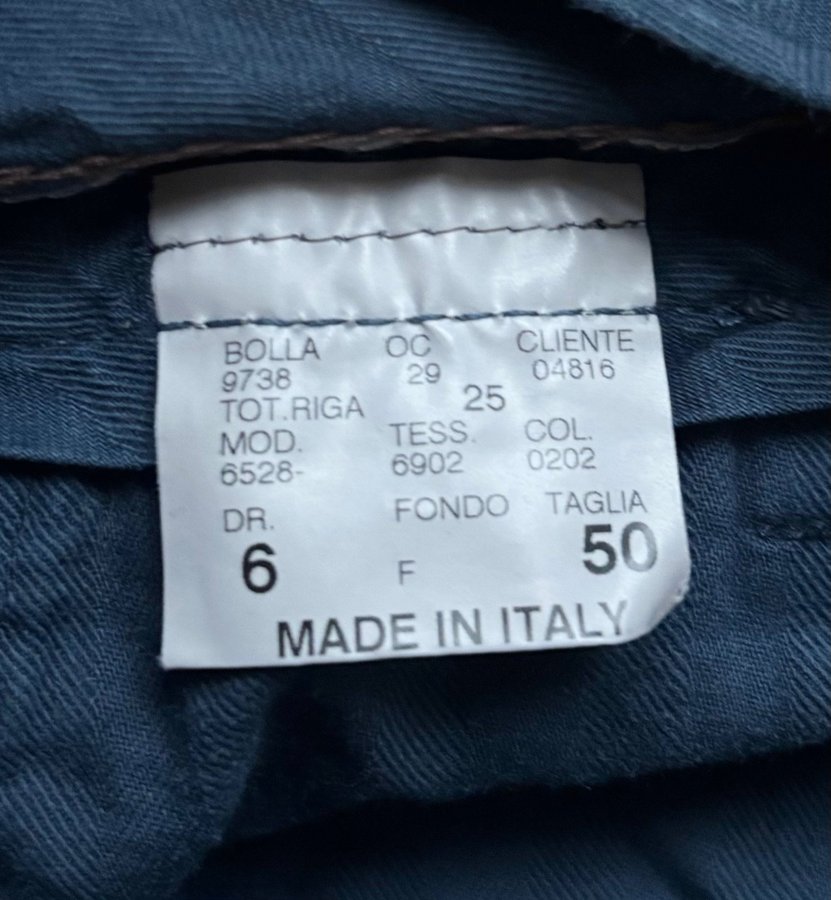 BOLLA OC CLIENTE
9738 29 04816
TOT.RIGA 25
MOD. TESS. COL.
6528- 6902 0202
DR. FONDO TAGLIA
6 F 50
MADE IN ITALY